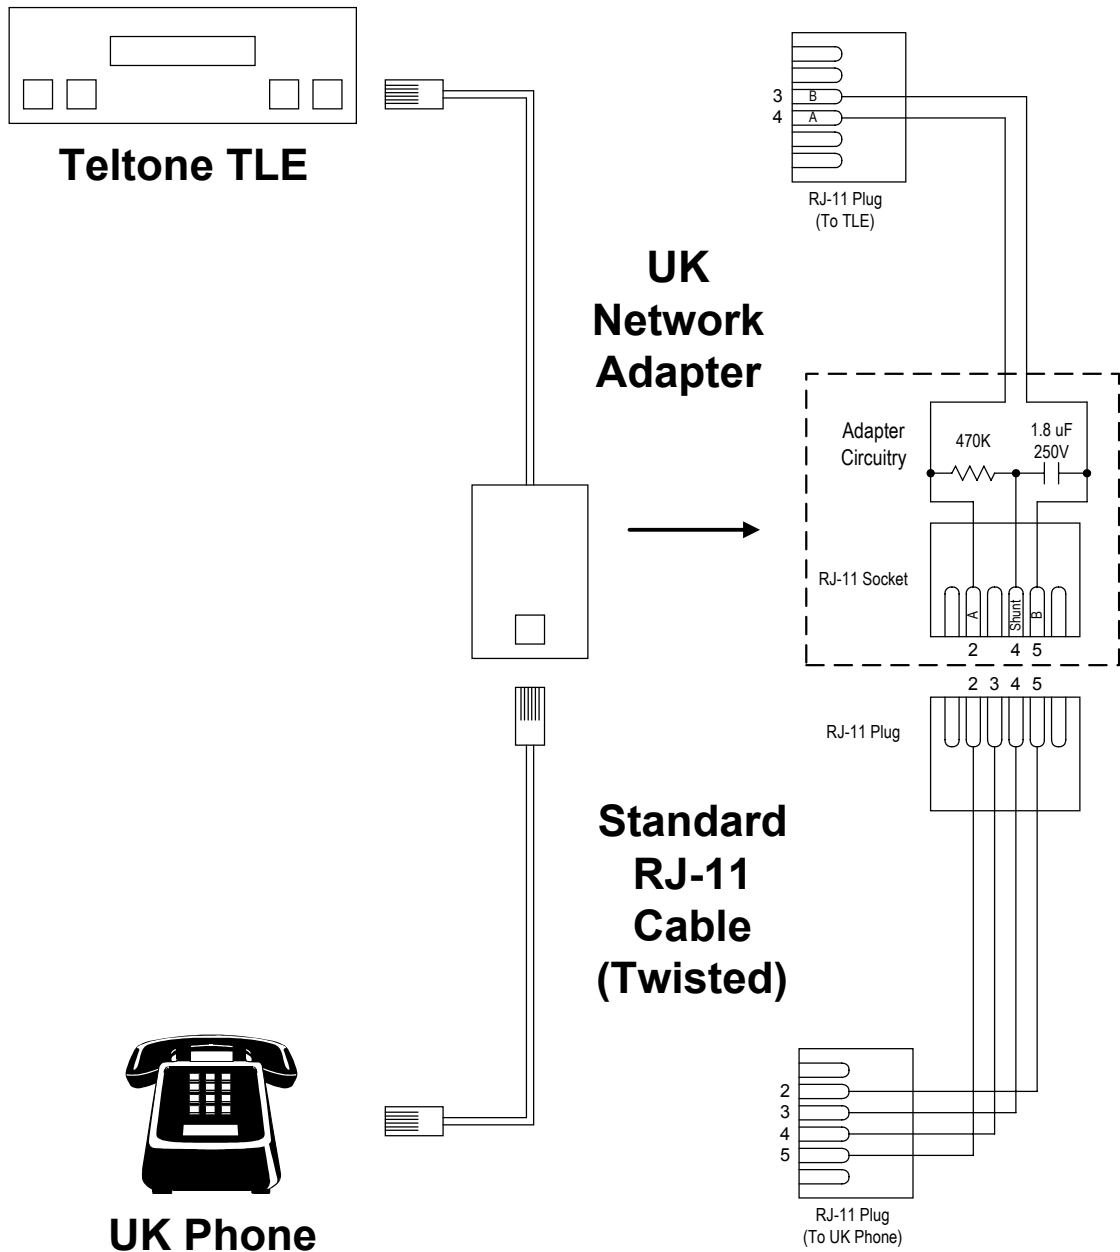 Teltone TLE
3 B
4 A
RJ-11 Plug
(To TLE)
UK
Network
Adapter
Adapter
Circuitry
470K
1.8 uF
250V
RJ-11 Socket
A
Shunt
B
2 4 5
2 3 4 5
RJ-11 Plug
Standard
RJ-11
Cable
(Twisted)
2
3
4
5
RJ-11 Plug
(To UK Phone)
UK Phone